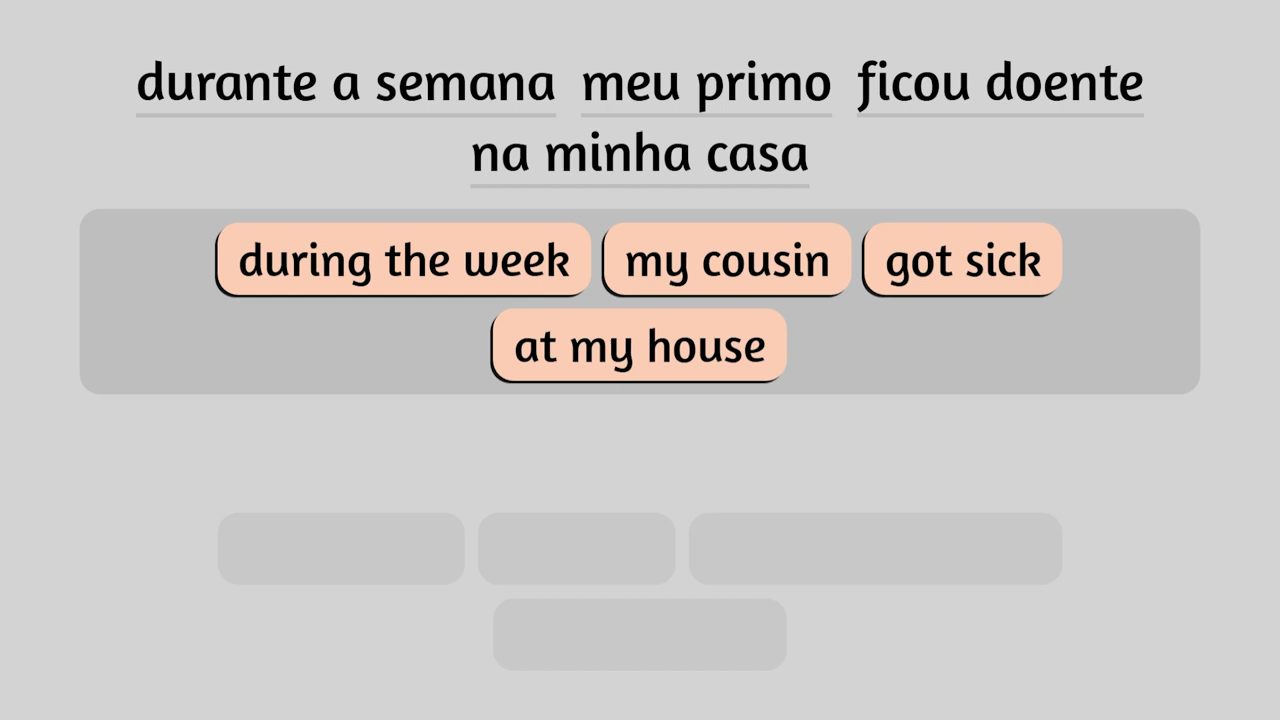 durante a semana meu primo ficou doente
na minha casa
during the week my cousin got sick
at my house